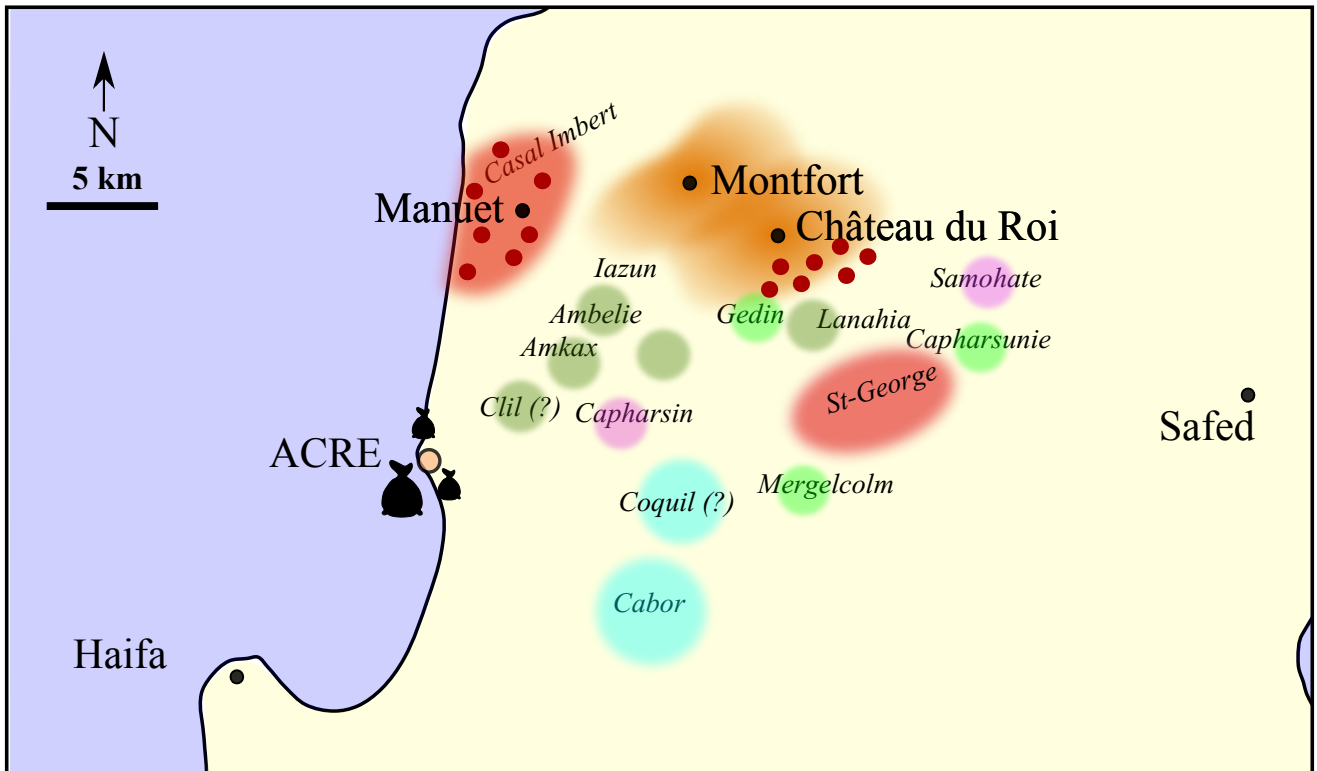 Casal Imbert
N
5 km
Montfort
Manuet
Château du Roi
Iazun
Samohate
Ambelie
Gedin
Lanahia
Amkax
Capharsunie
St-George
Clil (?)
Capharsin
Safed
ACRE
Mergelcolm
Coquil (?)
Cabor
Haifa